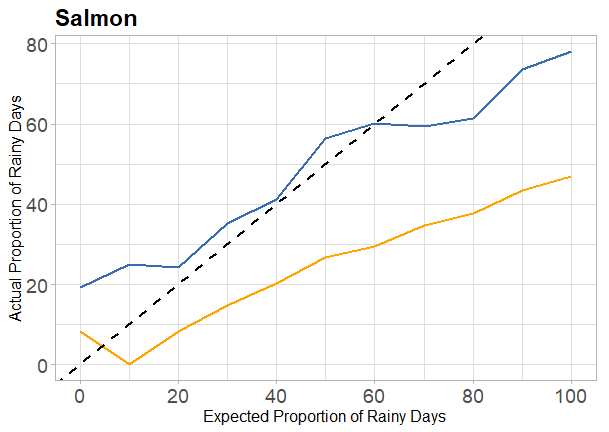 Salmon
Actual Proportion of Rainy Days
80
60
40
20
0
0 20 40 60 80 100
Expected Proportion of Rainy Days